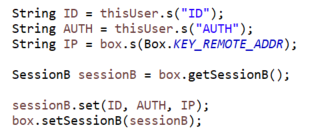 String ID = thisUser.s("ID");
String AUTH = thisUser.s("AUTH");
String IP = box.s(Box.KEY_REMOTE_ADDR);
SessionB sessionB = box.getSessionB();
sessionB.set(ID, AUTH, IP);
box.setSessionB(sessionB);